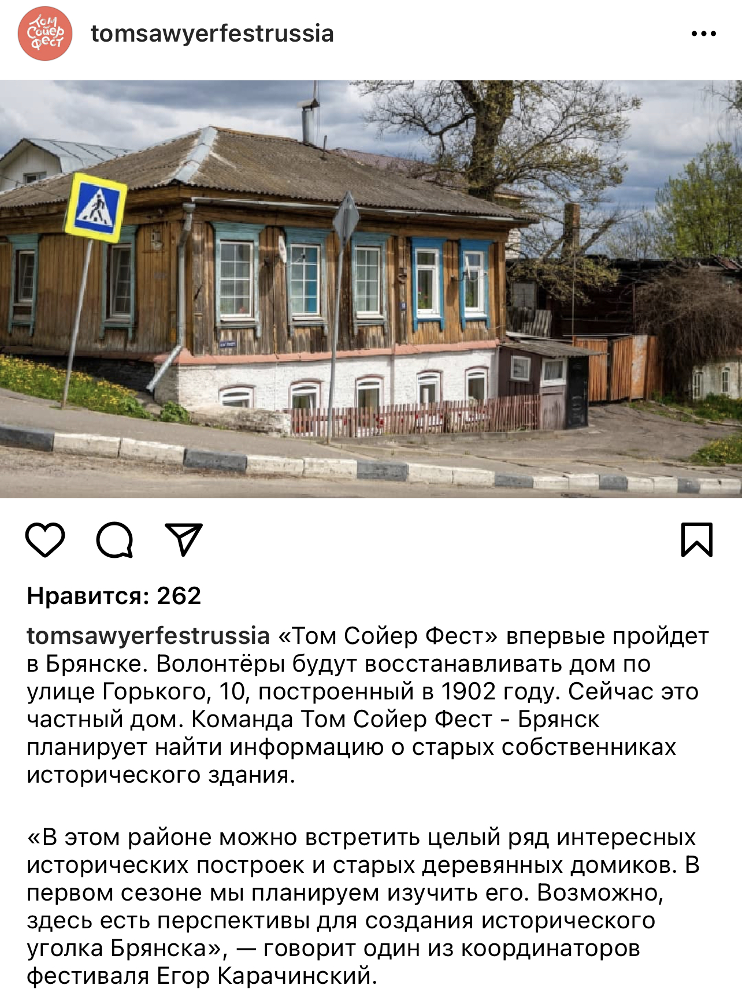 Том
Сойер
Фест
tomsawyerfestrussia
Нравится: 262
tomsawyerfestrussia «Том Сойер Фест» впервые пройдет
в Брянске. Волонтёры будут восстанавливать дом по
улице Горького, 10, построенный в 1902 году. Сейчас это
частный дом. Команда Том Сойер Фест - Брянск
планирует найти информацию о старых собственниках
исторического здания.
«В этом районе можно встретить целый ряд интересных
исторических построек и старых деревянных домиков. В
первом сезоне мы планируем изучить его. Возможно,
здесь есть перспективы для создания исторического
уголка Брянска», — говорит один из координаторов
фестиваля Егор Карачинский.